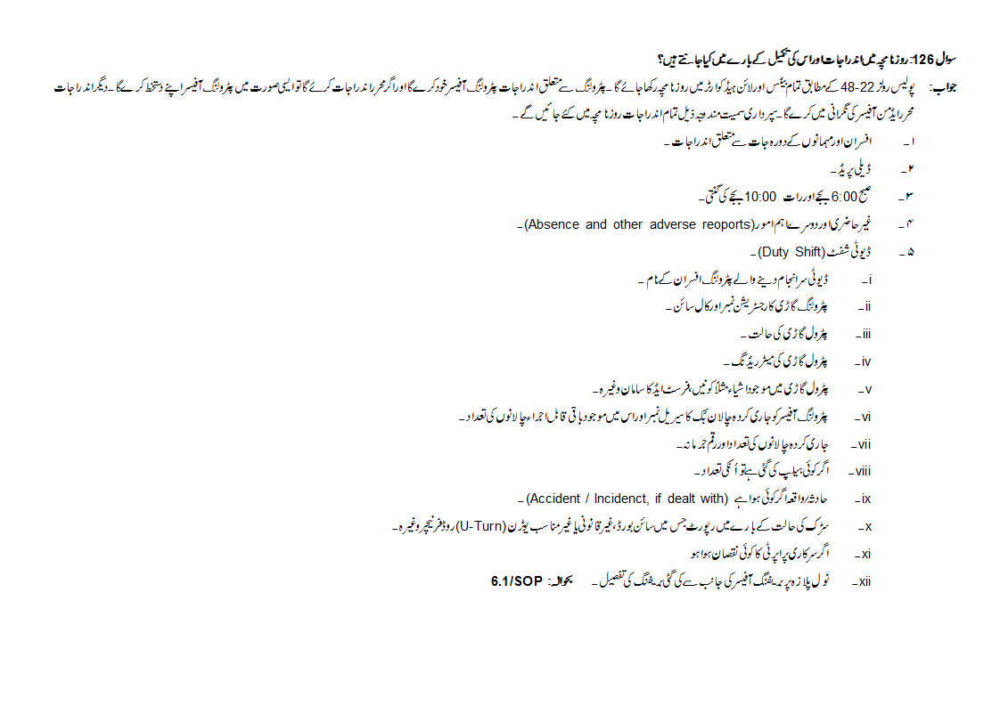 سوال 126: روزنامچہ میں اندراجات اور اس کی تکمیل کے بارے میں کیا جانتے ہیں؟
جواب: پولیس رولز 22-48 کے مطابق تمام بیٹس اور لائن ہیڈ کوارٹر میں روزنامچہ رکھا جائے گا۔ پٹرولنگ سے متعلق اندراجات پٹرولنگ آفیسر خود کرے گا اور اگر محرر اندراجات کرئے گا تو ایسی صورت میں پٹرولنگ آفیسر اپنے دستخط کرے گا۔ دیگر اندراجات
محرر ایڈمن آفیسر کی نگرانی میں کرے گا۔ سپرداری سمیت مندرجہ ذیل تمام اندراجات روزنامچہ میں کئے جائیں گے۔
۱۔ افسران اور مہمانوں کے دورہ جات سے متعلق اندراجات۔
۲۔ ڈیلی پریڈ۔
۳۔ صبح 6:00 بجے اور رات 10:00 بجے کی گنتی۔
۴۔ غیر حاضری اور دوسرے اہم امور (Absence and other adverse reoports)۔
۵۔ ڈیوٹی شفٹ (Duty Shift)۔
i۔ ڈیوٹی سرانجام دینے والے پٹرولنگ افسران کے نام۔
ii۔ پٹرولنگ گاڑی کا رجسٹریشن نمبر اور کال سائن۔
iii۔ پٹرول گاڑی کی حالت۔
iv۔ پٹرول گاڑی کی میٹر ریڈنگ۔
v۔ پٹرول گاڑی میں موجود اشیاء مثلاً کونیں، فرسٹ ایڈ کا سامان وغیرہ۔
vi۔ پٹرولنگ آفیسر کو جاری کردہ چالان بُک کا سیریل نمبر اور اس میں موجود باقی قابل اجراء چالانوں کی تعداد۔
vii۔ جاری کردہ چالانوں کی تعداد اور رقم جرمانہ۔
viii۔ اگر کوئی ہیلپ کی گئی ہے تو اُنکی تعداد۔
ix۔ حادثہ/واقعہ اگر کوئی ہوا ہے (Accident / Incidenct, if dealt with)۔
x۔ سڑک کی حالت کے بارے میں رپورٹ جس میں سائن بورڈ، غیر قانونی یا غیر مناسب یوٹرن (U-Turn) روڈ فرنیچر وغیرہ۔
xi۔ اگر سرکاری پراپرٹی کا کوئی نقصان ہوا ہو
xii۔ ٹول پلازہ پر بریفنگ آفیسر کی جانب سے کی گئی بریفنگ کی تفصیل۔ بحوالہ: 6.1/SOP